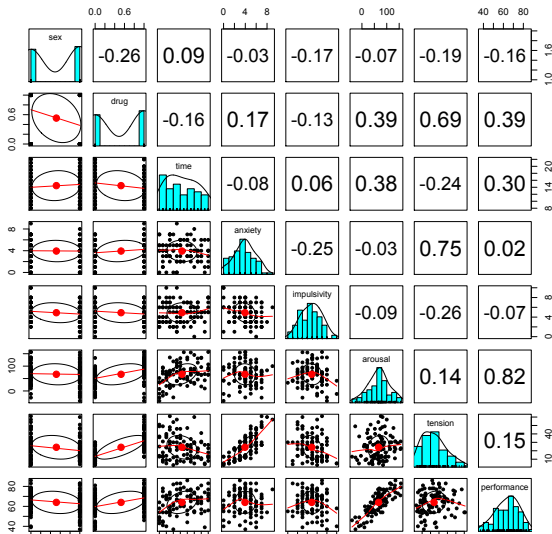 0.0 1.0 0 4 8 0 100 40 60 80
sex -0.26 0.09 -0.03 -0.17 -0.07 -0.19 -0.16 1.0 1.6
0.0 0.6 drug -0.16 0.17 -0.13 0.39 0.69 0.39
time -0.08 0.06 0.38 -0.24 0.30 8 14 20
0 4 8 anxiety -0.25 -0.03 0.75 0.02
impulsivity -0.09 -0.26 -0.07 0 4 8
0 100 arousal 0.14 0.82
tension 0.15 10 40
40 60 80 performance